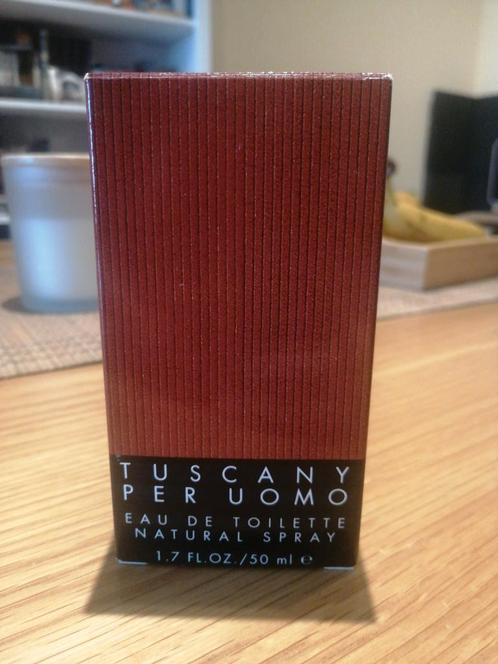 TUSCANY
PER UOMO
EAU DE TOILETTE
NATURAL SPRAY
1.7 FL.OZ./50 ml ℮